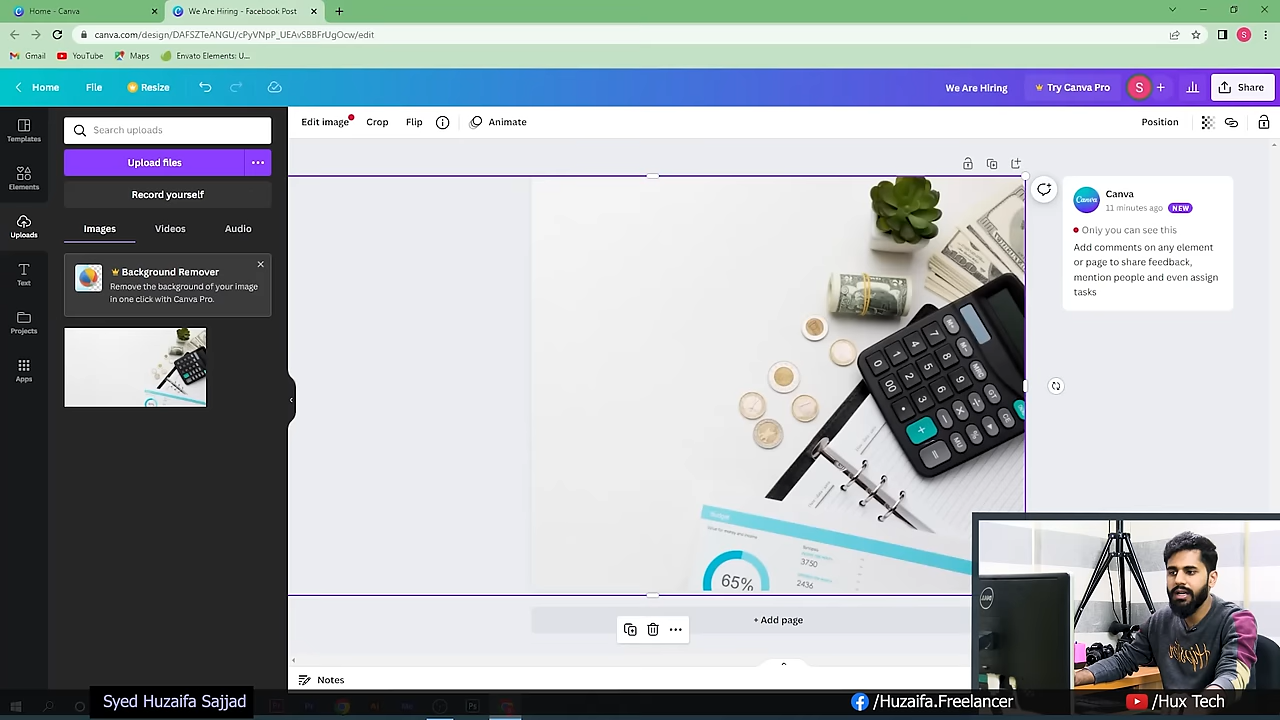 Home - Canva
We Are Hiring - Facebook Post
canva.com/design/DAFSZTeANGU/cPyVNpP_UEAvSBBFrUgOcw/edit
Gmail
YouTube
Maps
Envato Elements: U...
Home
File
Resize
We Are Hiring
Try Canva Pro
S
Share
Templates
Elements
Uploads
Text
Projects
Apps
Search uploads
Upload files
Record yourself
Images
Videos
Audio
Background Remover
Remove the background of your image
in one click with Canva Pro.
Edit image
Crop
Flip
Animate
Position
Canva
11 minutes ago NEW
Only you can see this
Add comments on any element
or page to share feedback,
mention people and even assign
tasks
Budget
3750
2436
65%
+ Add page
Notes
Syed Huzaifa Sajjad
/Huzaifa.Freelancer
/Hux Tech